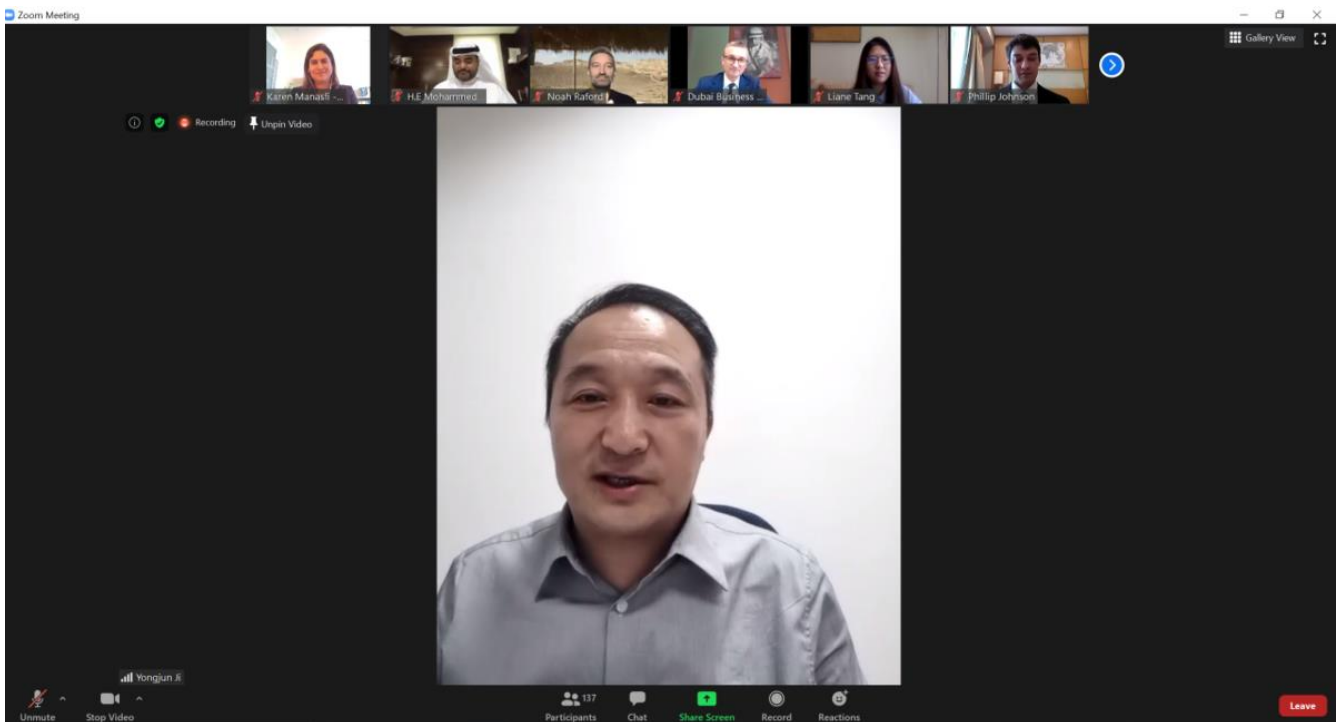 Zoom Meeting
Karen Manasfi -...
H.E Mohammed
Noah Raford
Dubai Business ...
Liane Tang
Phillip Johnson
Gallery View
Recording
Unpin Video
Yongjun Ji
Unmute
Stop Video
137
Participants
Chat
Share Screen
Record
Reactions
Leave